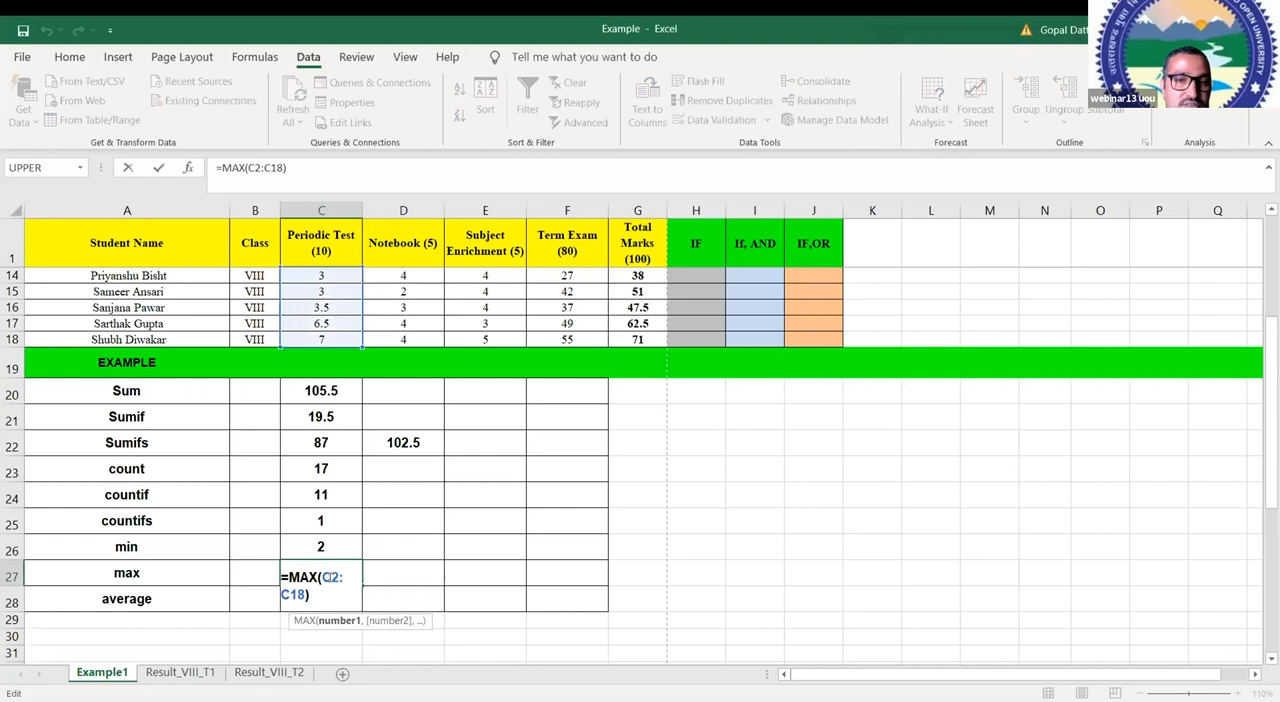 Example - Excel
Gopal Datt
File Home Insert Page Layout Formulas Data Review View Help Tell me what you want to do
From Text/CSV Recent Sources
From Web Existing Connections
From Table/Range
Get Data
Get & Transform Data
Refresh All
Queries & Connections
Properties
Edit Links
Queries & Connections
Sort
Filter
Clear
Reapply
Advanced
Sort & Filter
Text to Columns
Flash Fill
Remove Duplicates
Data Validation
Consolidate
Relationships
Manage Data Model
Data Tools
What-If Analysis
Forecast Sheet
Forecast
Group
Ungroup
Subtotal
Outline
Analysis
OPEN UNIVERSITY
webinar13 uou
UPPER fx =MAX(C2:C18)
A B C D E F G H I J K L M N O P Q
1 Student Name Class Periodic Test (10) Notebook (5) Subject Enrichment (5) Term Exam (80) Total Marks (100) IF If, AND IF,OR
14 Priyanshu Bisht VIII 3 4 4 27 38
15 Sameer Ansari VIII 3 2 4 42 51
16 Sanjana Pawar VIII 3.5 3 4 37 47.5
17 Sarthak Gupta VIII 6.5 4 3 49 62.5
18 Shubh Diwakar VIII 7 4 5 55 71
19 EXAMPLE
20 Sum 105.5
21 Sumif 19.5
22 Sumifs 87 102.5
23 count 17
24 countif 11
25 countifs 1
26 min 2
27 max =MAX(C2:
C18)
28 average
29 MAX(number1, [number2], ...)
30
31
Example1 Result_VIII_T1 Result_VIII_T2
Edit 110%